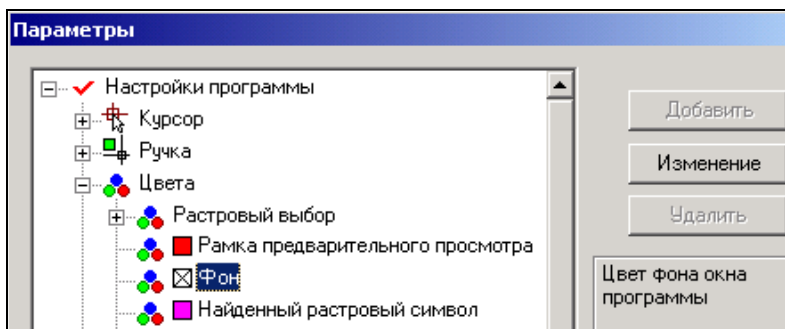 Параметры
Настройки программы
Курсор
Ручка
Цвета
Растровый выбор
Рамка предварительного просмотра
Фон
Найденный растровый символ
Добавить
Изменение
Удалить
Цвет фона окна
программы